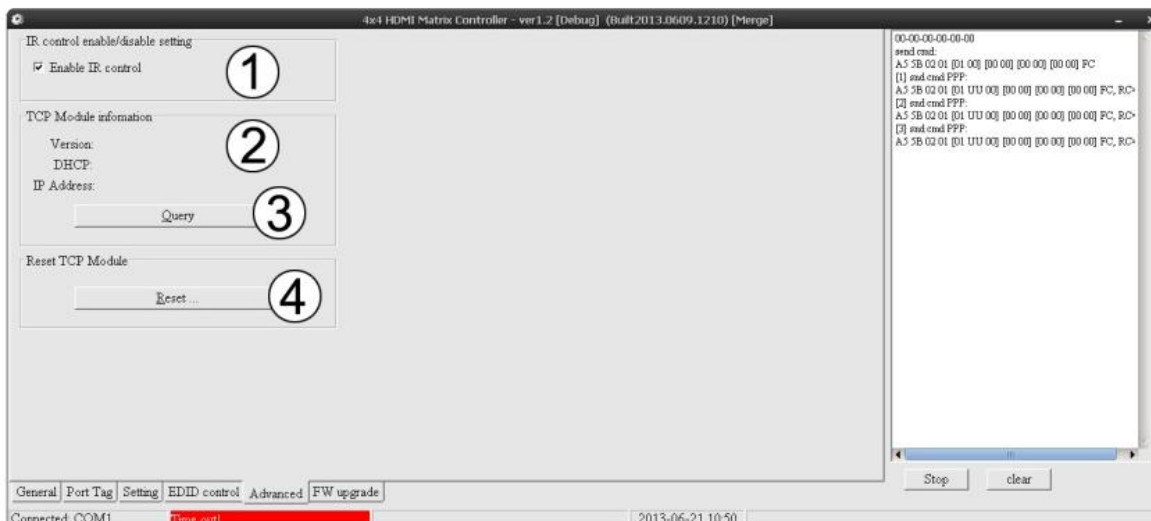 4x4 HDMI Matrix Controller - ver1.2 [Debug] (Built2013.0609.1210) [Merge]
IR control enable/disable setting
Enable IR control
1
TCP Module infomation
Version:
2
DHCP:
IP Address:
Query
3
Reset TCP Module
Reset ...
4
00-00-00-00-00-00
send cmd:
A5 5B 02 01 [01 00] [00 00] [00 00] [00 00] FC
[1] snd cmd PPP:
A5 5B 02 01 [01 UU 00] [00 00] [00 00] [00 00] FC, RC
[2] snd cmd PPP:
A5 5B 02 01 [01 UU 00] [00 00] [00 00] [00 00] FC, RC
[3] snd cmd PPP:
A5 5B 02 01 [01 UU 00] [00 00] [00 00] [00 00] FC, RC
Stop clear
General Port Tag Setting EDID control Advanced FW upgrade
Connected: COM1 Time out! 2013-06-21 10:50